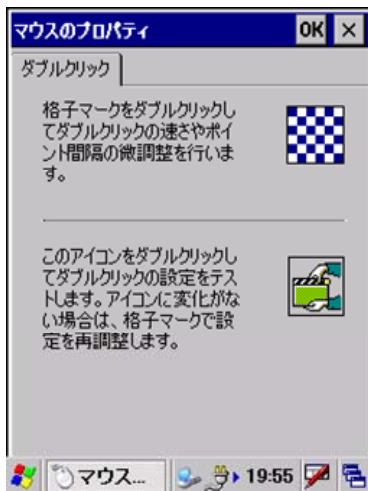 マウスのプロパティ OK ×
ダブルクリック
格子マークをダブルクリックし
てダブルクリックの速さやポイ
ント間隔の微調整を行いま
す。
このアイコンをダブルクリックし
てダブルクリックの設定をテス
トします。アイコンに変化がな
い場合は、格子マークで設
定を再調整します。
マウス... 19:55